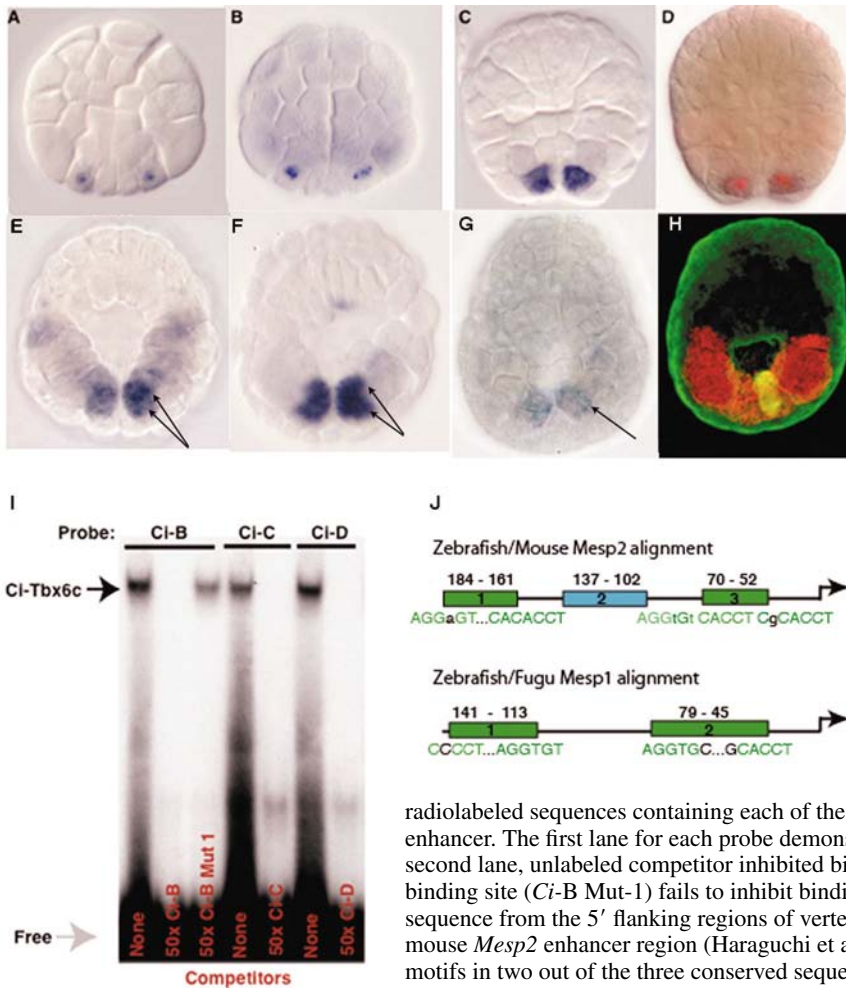 A
B
C
D
E
F
G
H
I
Probe: Ci-B Ci-C Ci-D
Ci-Tbx6c
Free
None
50x Ci-B
50x Ci-B Mut 1
None
50x Ci-C
None
50x Ci-D
Competitors
J
Zebrafish/Mouse Mesp2 alignment
184 - 161 137 - 102 70 - 52
1 2 3
AGGaGT...CACACCT AGGtGt CACCT CgCACCT
Zebrafish/Fugu Mesp1 alignment
141 - 113 79 - 45
1 2
CCCCT...AGGTGT AGGTGC...GCACCT
radiolabeled sequences containing each of the
enhancer. The first lane for each probe demons
second lane, unlabeled competitor inhibited bi
binding site (Ci-B Mut-1) fails to inhibit bindi
sequence from the 5′ flanking regions of verte
mouse Mesp2 enhancer region (Haraguchi et a
motifs in two out of the three conserved seque